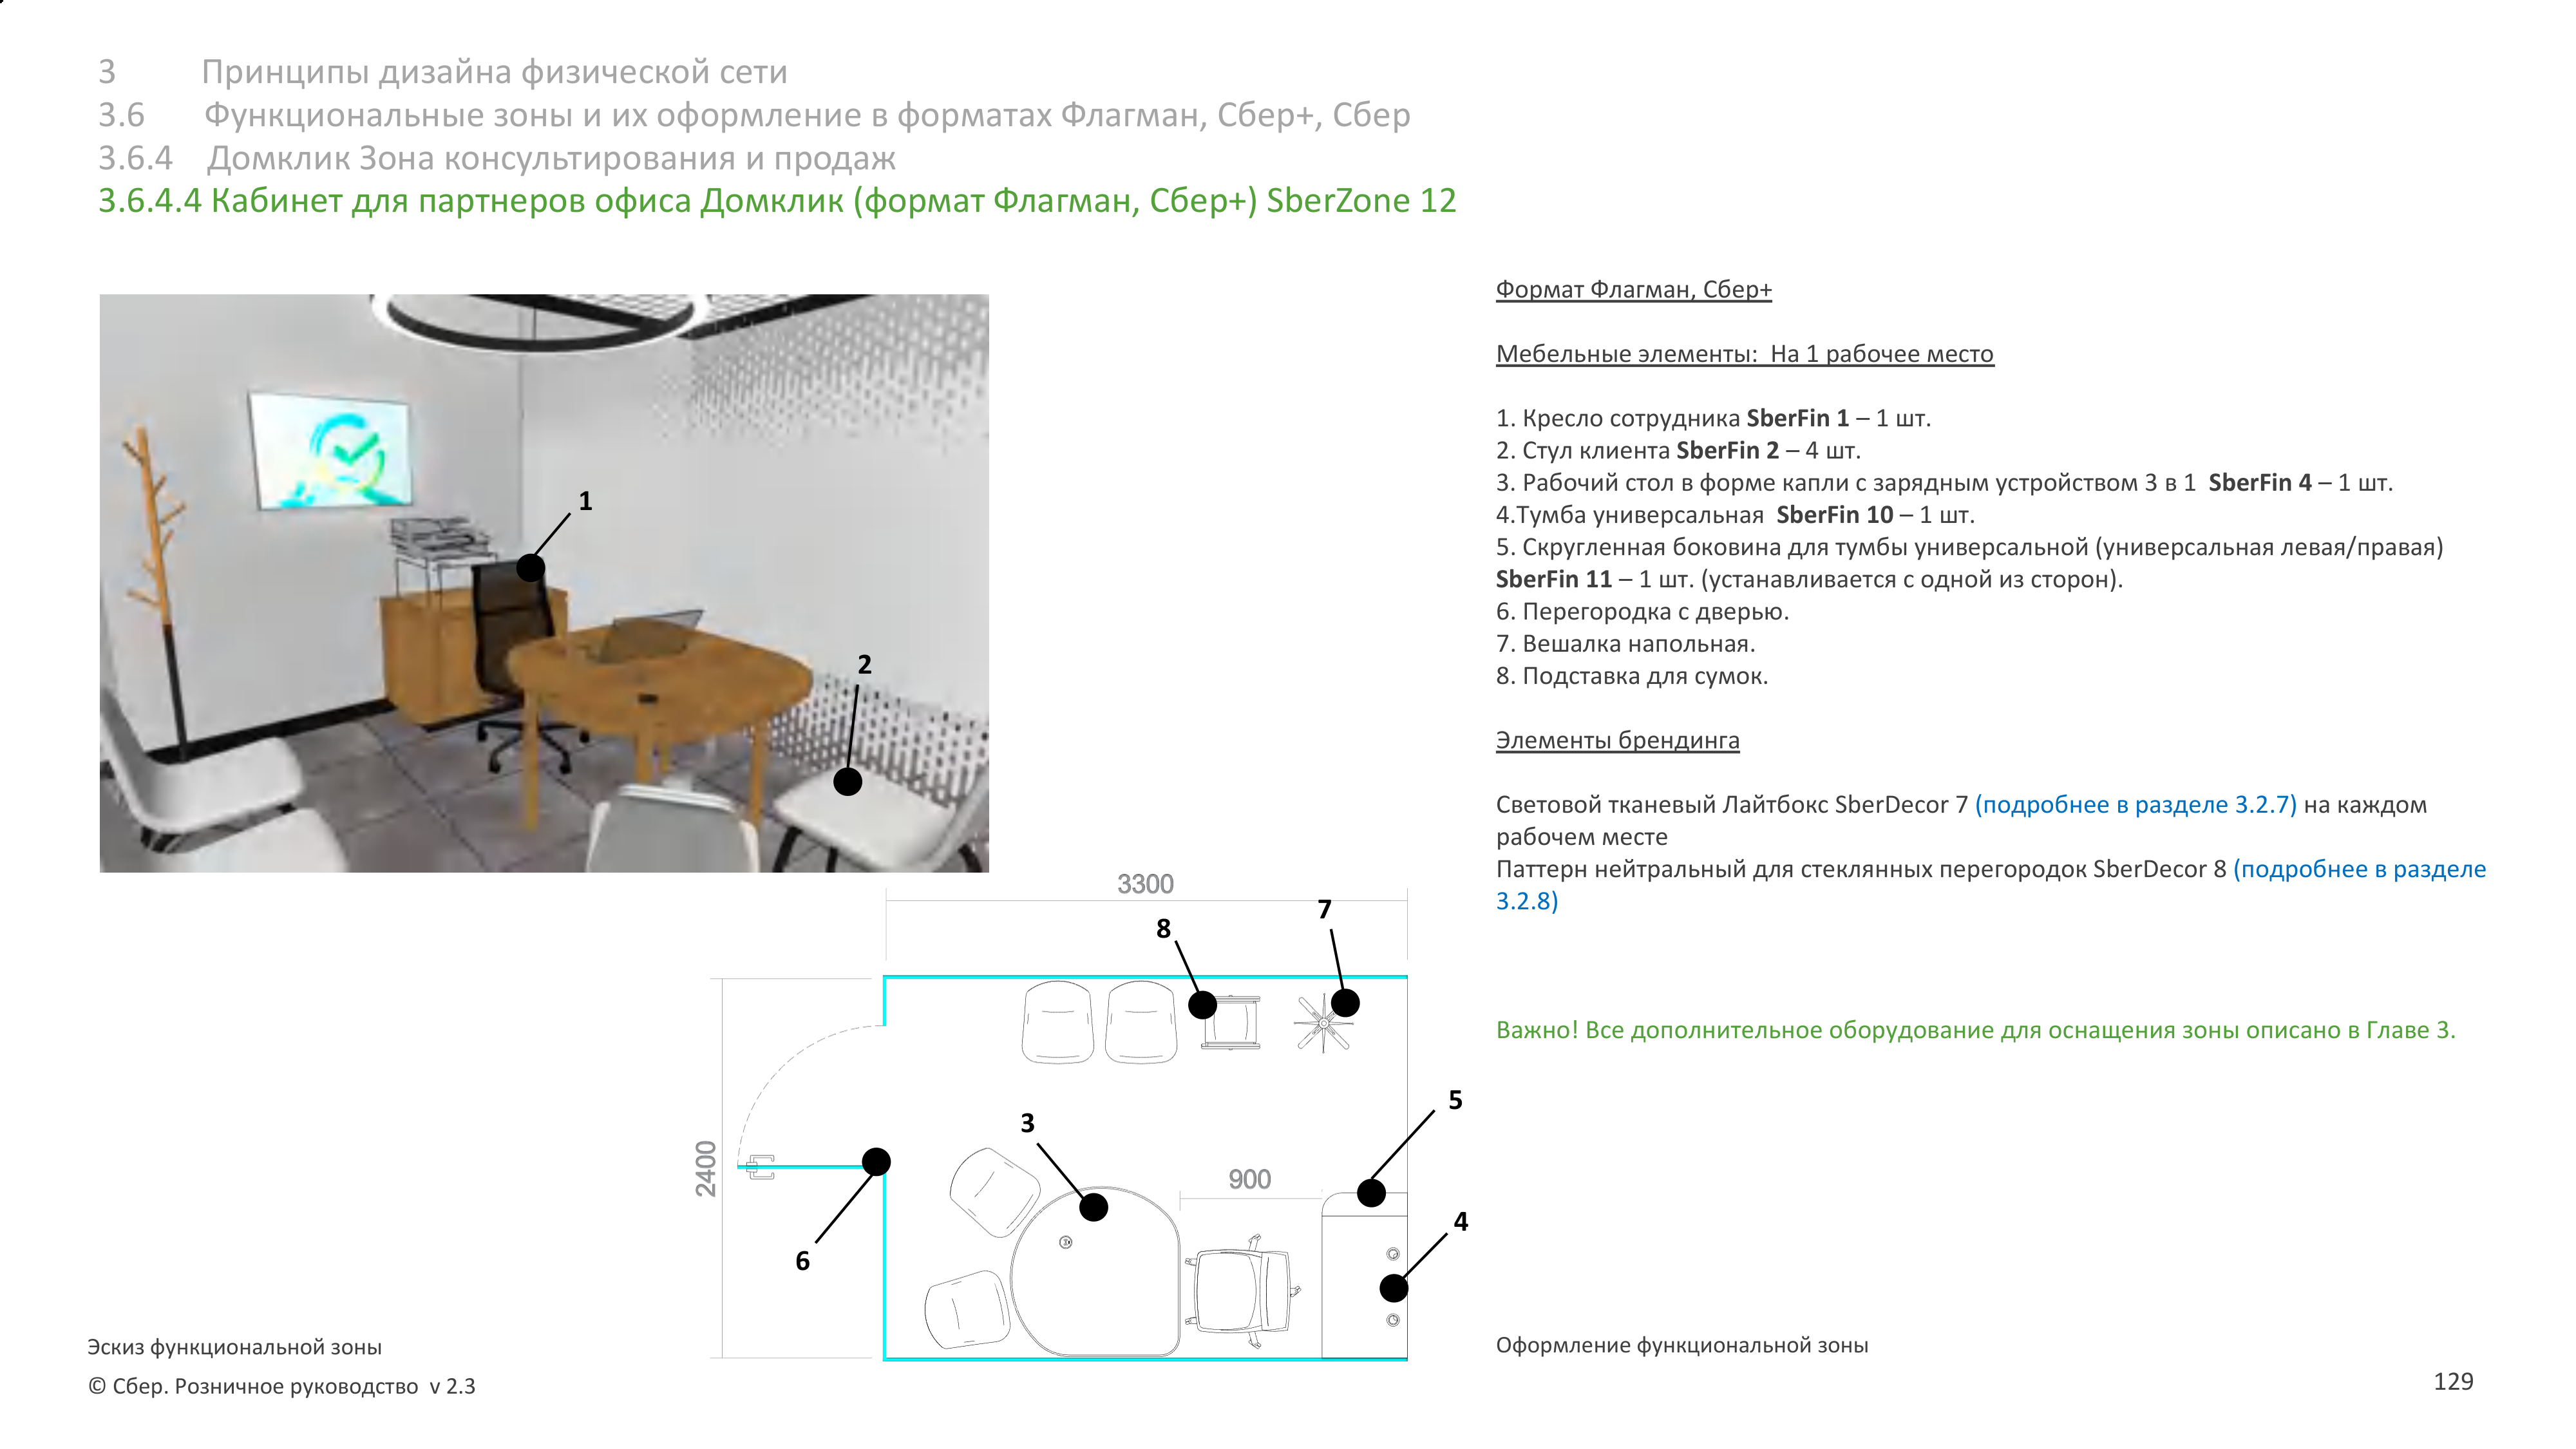 3 Принципы дизайна физической сети
3.6 Функциональные зоны и их оформление в форматах Флагман, Сбер+, Сбер
3.6.4 Домклик Зона консультирования и продаж
3.6.4.4 Кабинет для партнеров офиса Домклик (формат Флагман, Сбер+) SberZone 12
1
2
3300
8
7
2400
3
900
5
4
6
Эскиз функциональной зоны
© Сбер. Розничное руководство v 2.3
Формат Флагман, Сбер+
Мебельные элементы: На 1 рабочее место
1. Кресло сотрудника SberFin 1 – 1 шт.
2. Стул клиента SberFin 2 – 4 шт.
3. Рабочий стол в форме капли с зарядным устройством 3 в 1 SberFin 4 – 1 шт.
4.Тумба универсальная SberFin 10 – 1 шт.
5. Скругленная боковина для тумбы универсальной (универсальная левая/правая)
SberFin 11 – 1 шт. (устанавливается с одной из сторон).
6. Перегородка с дверью.
7. Вешалка напольная.
8. Подставка для сумок.
Элементы брендинга
Световой тканевый Лайтбокс SberDecor 7 (подробнее в разделе 3.2.7) на каждом
рабочем месте
Паттерн нейтральный для стеклянных перегородок SberDecor 8 (подробнее в разделе
3.2.8)
Важно! Все дополнительное оборудование для оснащения зоны описано в Главе 3.
Оформление функциональной зоны
129